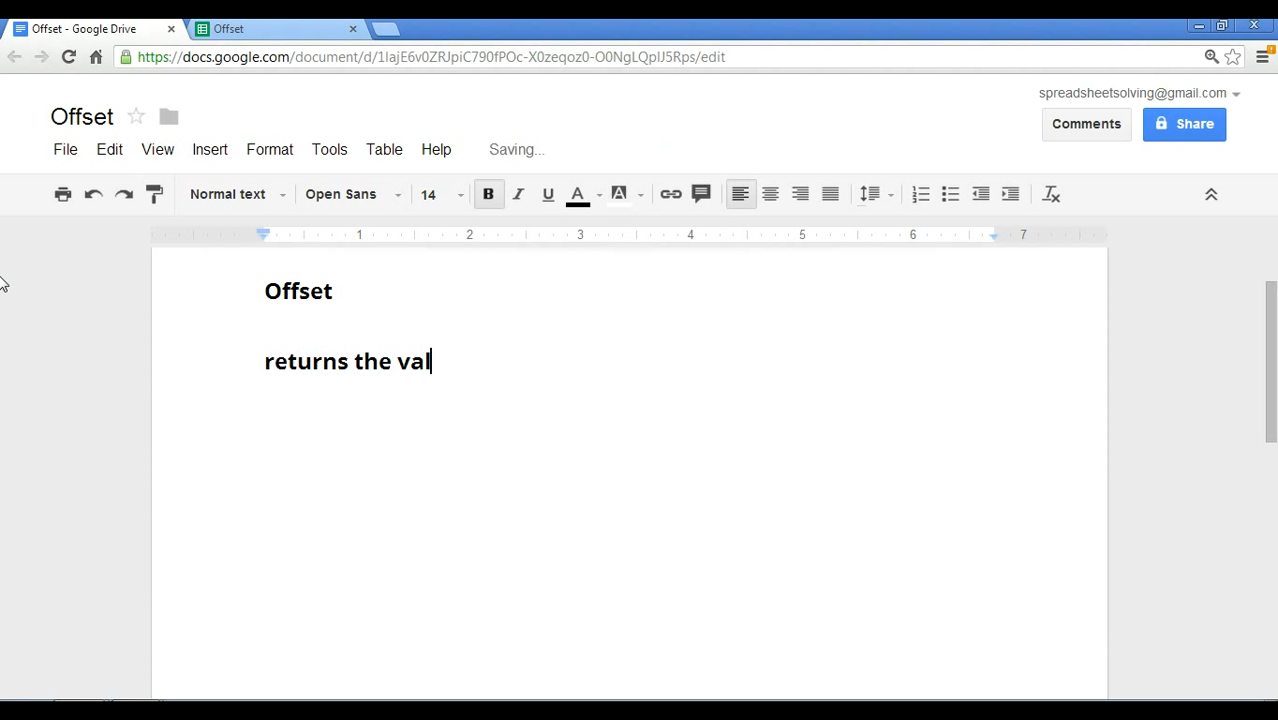 Offset - Google Drive
Offset
https://docs.google.com/document/d/1IajE6v0ZRJpiC790fPOc-X0zeqoz0-O0NgLQpIJ5Rps/edit
spreadsheetsolving@gmail.com
Offset
Comments
Share
File Edit View Insert Format Tools Table Help Saving...
Normal text Open Sans 14 B I U A A
1 2 3 4 5 6 7
Offset
returns the val